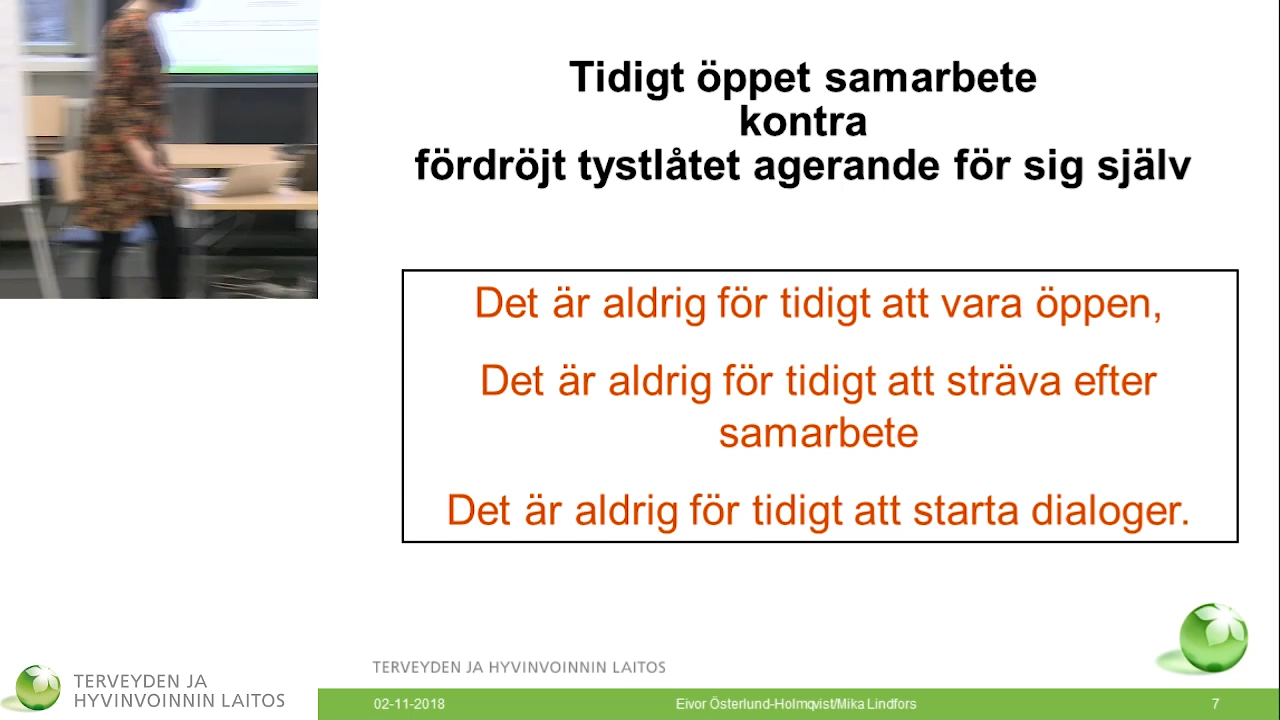 Tidigt öppet samarbete
kontra
fördröjt tystlåtet agerande för sig själv
Det är aldrig för tidigt att vara öppen,
Det är aldrig för tidigt att sträva efter
samarbete
Det är aldrig för tidigt att starta dialoger.
TERVEYDEN JA HYVINVOINNIN LAITOS
TERVEYDEN JA
HYVINVOINNIN LAITOS
02-11-2018
Eivor Österlund-Holmqvist/Mika Lindfors
7